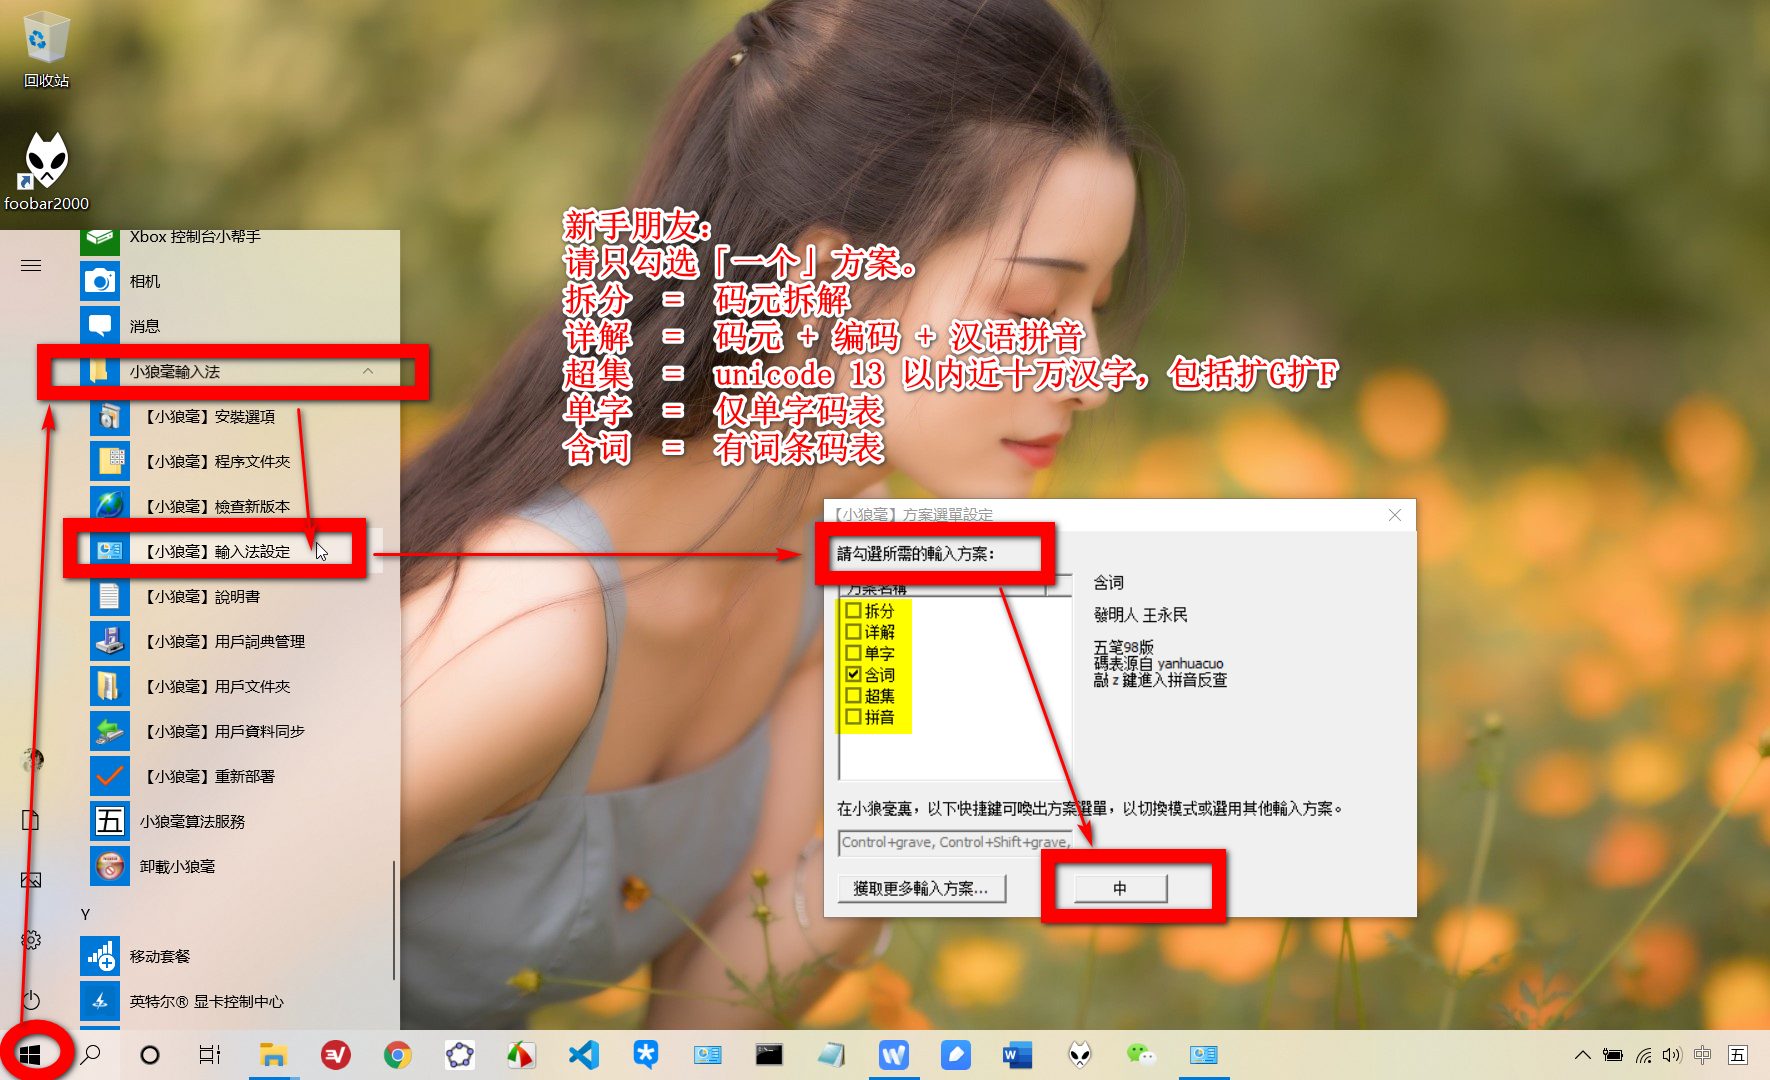 回收站
foobar2000
Xbox 控制台小帮手
相机
消息
小狼毫輸入法
【小狼毫】安裝選項
【小狼毫】程序文件夾
【小狼毫】檢查新版本
【小狼毫】輸入法設定
【小狼毫】說明書
【小狼毫】用戶詞典管理
【小狼毫】用戶文件夾
【小狼毫】用戶資料同步
【小狼毫】重新部署
五
小狼毫算法服務
卸載小狼毫
Y
移动套餐
英特尔® 显卡控制中心
新手朋友：
请只勾选「一个」方案。
拆分 = 码元拆解
详解 = 码元 + 编码 + 汉语拼音
超集 = unicode 13 以内近十万汉字，包括扩G扩F
单字 = 仅单字码表
含词 = 有词条码表
【小狼毫】方案選單設定
請勾選所需的輸入方案：
方案名稱
拆分
详解
单字
含词
超集
拼音
含词
發明人 王永民
五笔98版
碼表源自 yanhuacuo
敲 z 鍵進入拼音反查
在小狼毫裏，以下快捷鍵可喚出方案選單，以切換模式或選用其他輸入方案。
Control+grave, Control+Shift+grave,
獲取更多輸入方案...
中
中
五